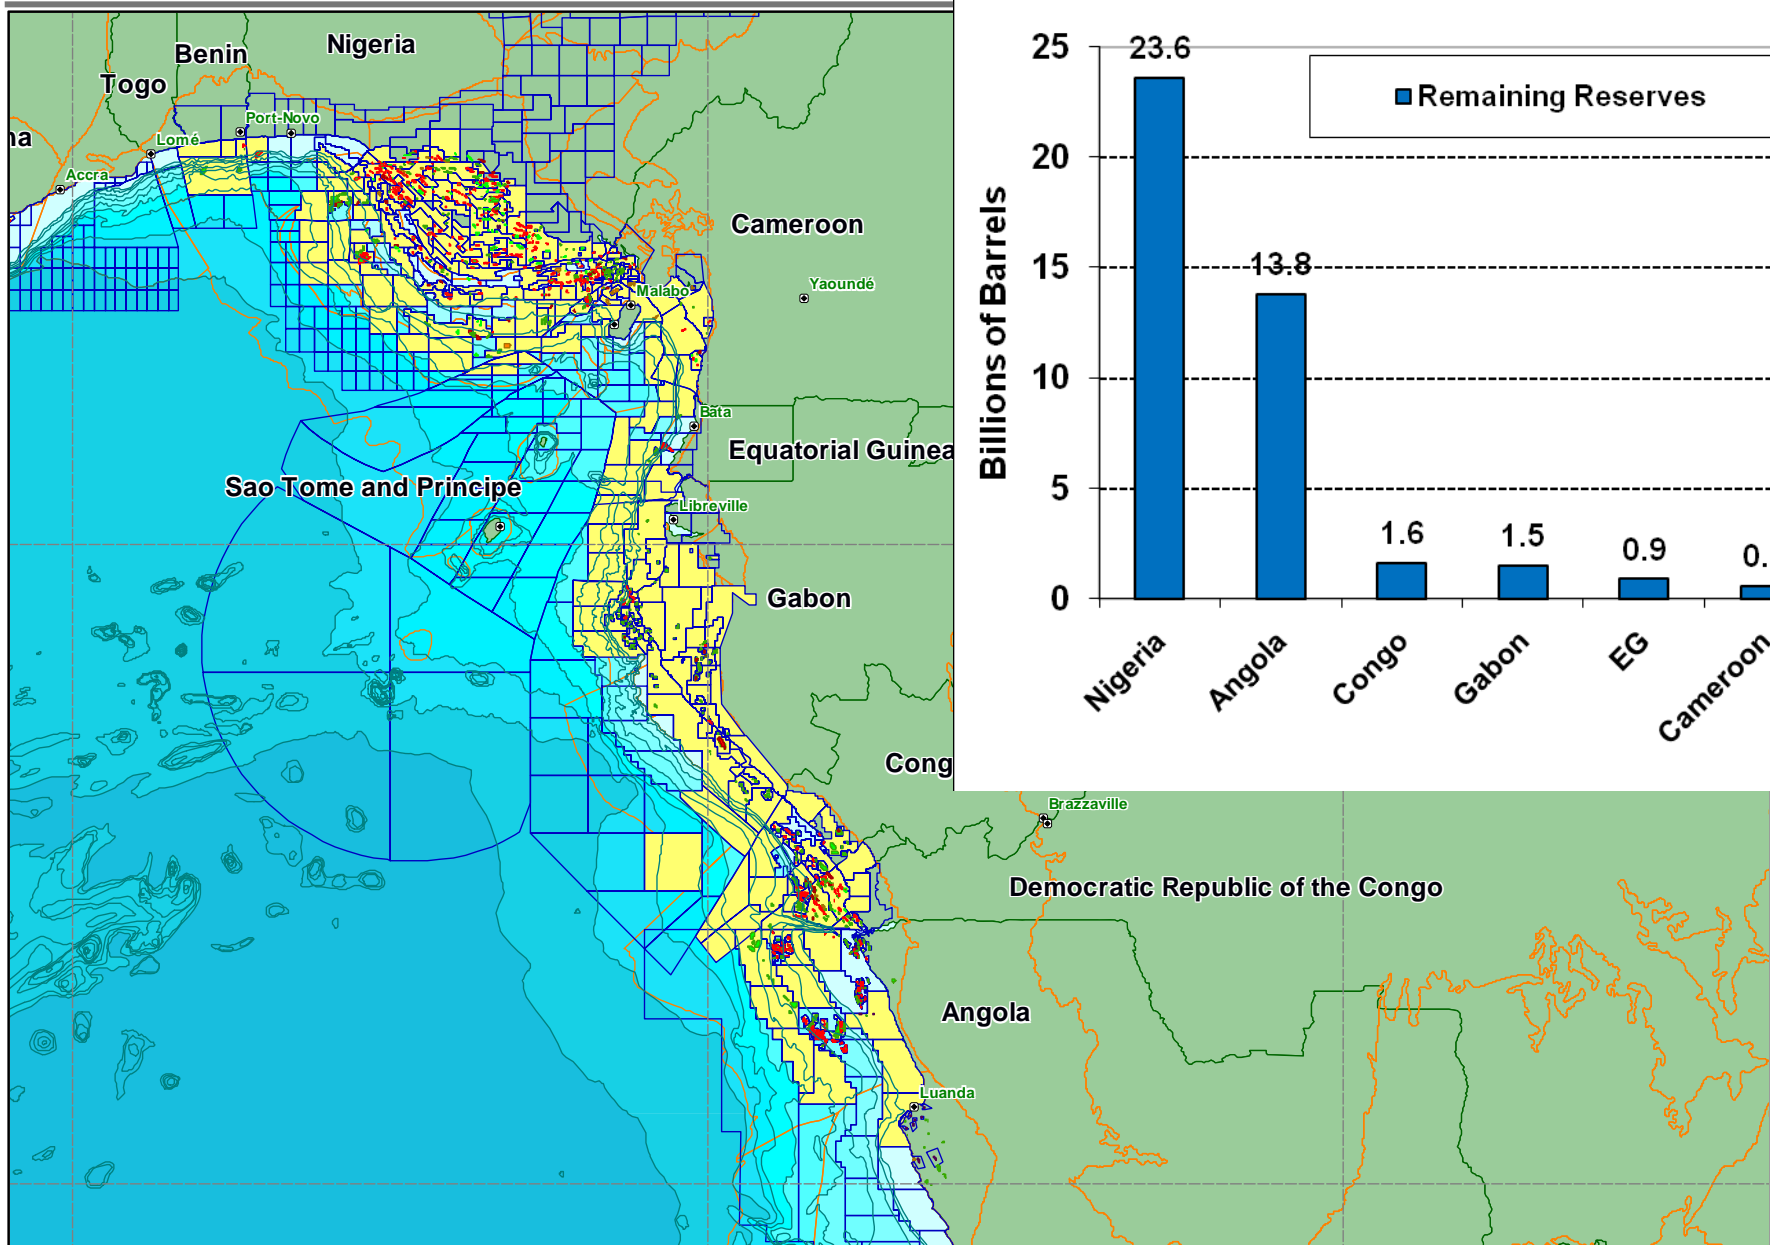 Nigeria
Benin
Togo
na
Port-Novo
Lomé
Accra
Cameroon
Yaoundé
Malabo
Bata
Equatorial Guinea
Sao Tome and Principe
Libreville
Gabon
Cong
Brazzaville
Democratic Republic of the Congo
Angola
Luanda
Billions of Barrels
25
20
15
10
5
0
Remaining Reserves
23.6
13.8
1.6
1.5
0.9
0.
Nigeria
Angola
Congo
Gabon
EG
Cameroon